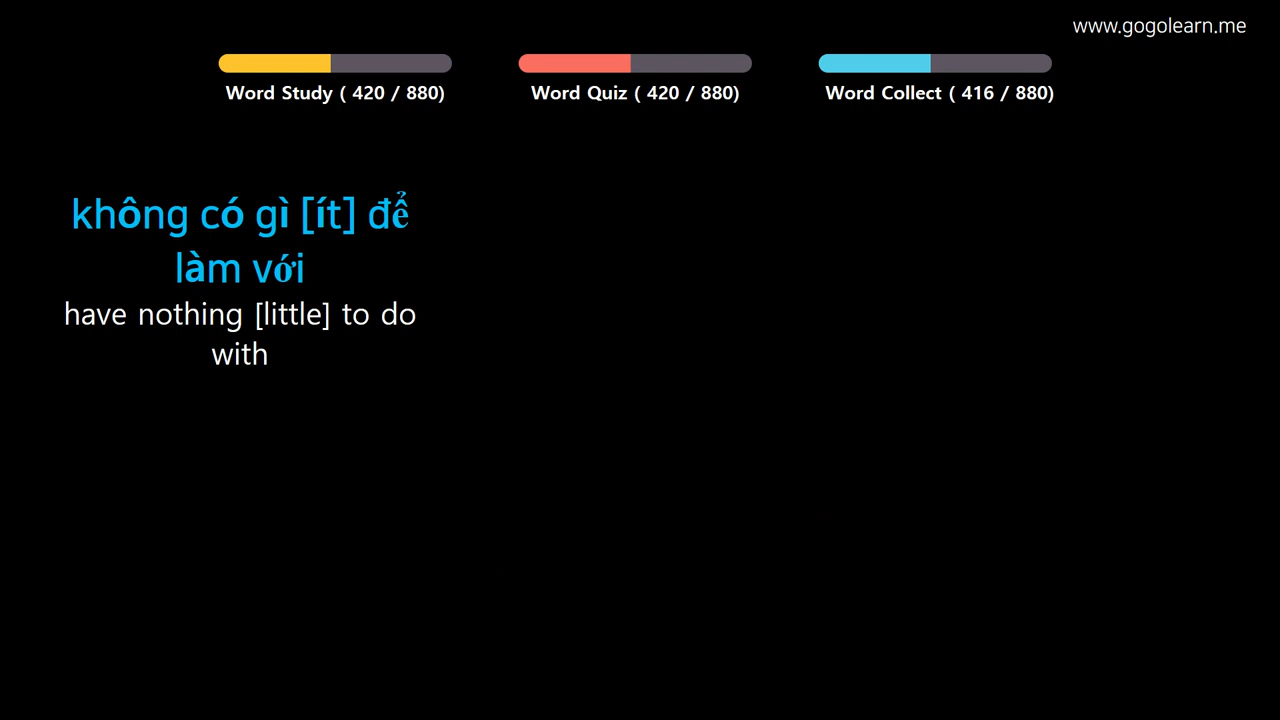 www.gogolearn.me
Word Study ( 420 / 880)
Word Quiz ( 420 / 880)
Word Collect ( 416 / 880)
không có gì [ít] để
làm với
have nothing [little] to do
with